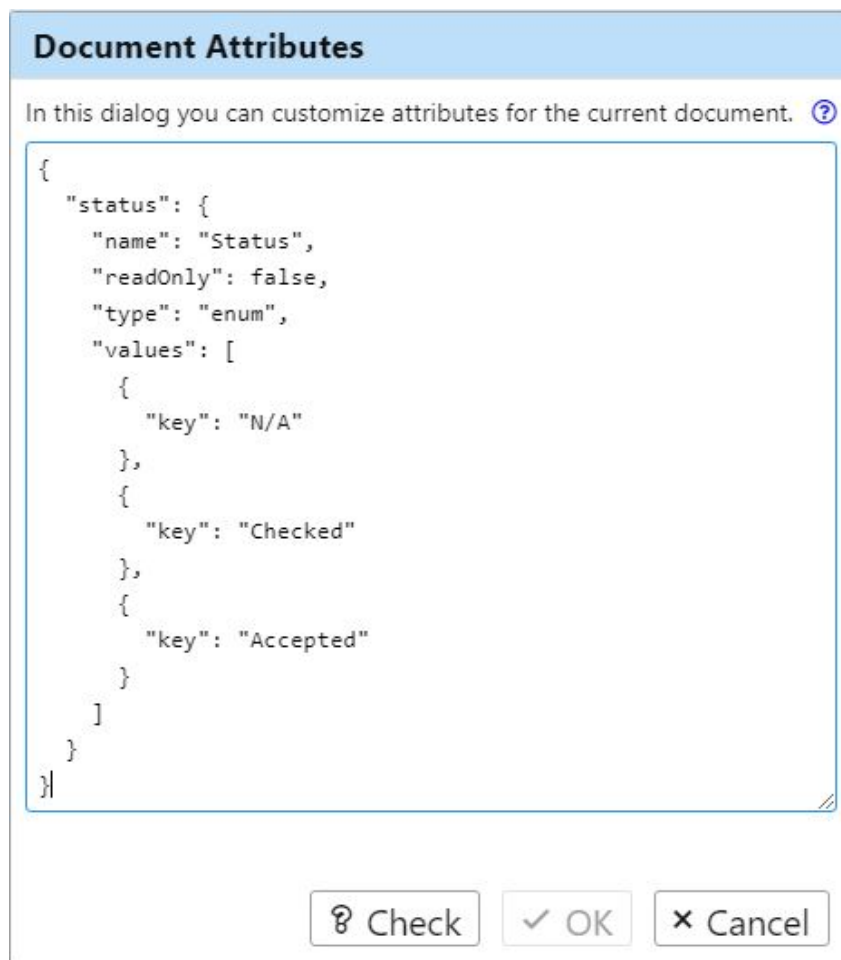 Document Attributes
In this dialog you can customize attributes for the current document. ?
{
  "status": {
    "name": "Status",
    "readOnly": false,
    "type": "enum",
    "values": [
      {
        "key": "N/A"
      },
      {
        "key": "Checked"
      },
      {
        "key": "Accepted"
      }
    ]
  }
}
? Check ✓ OK × Cancel